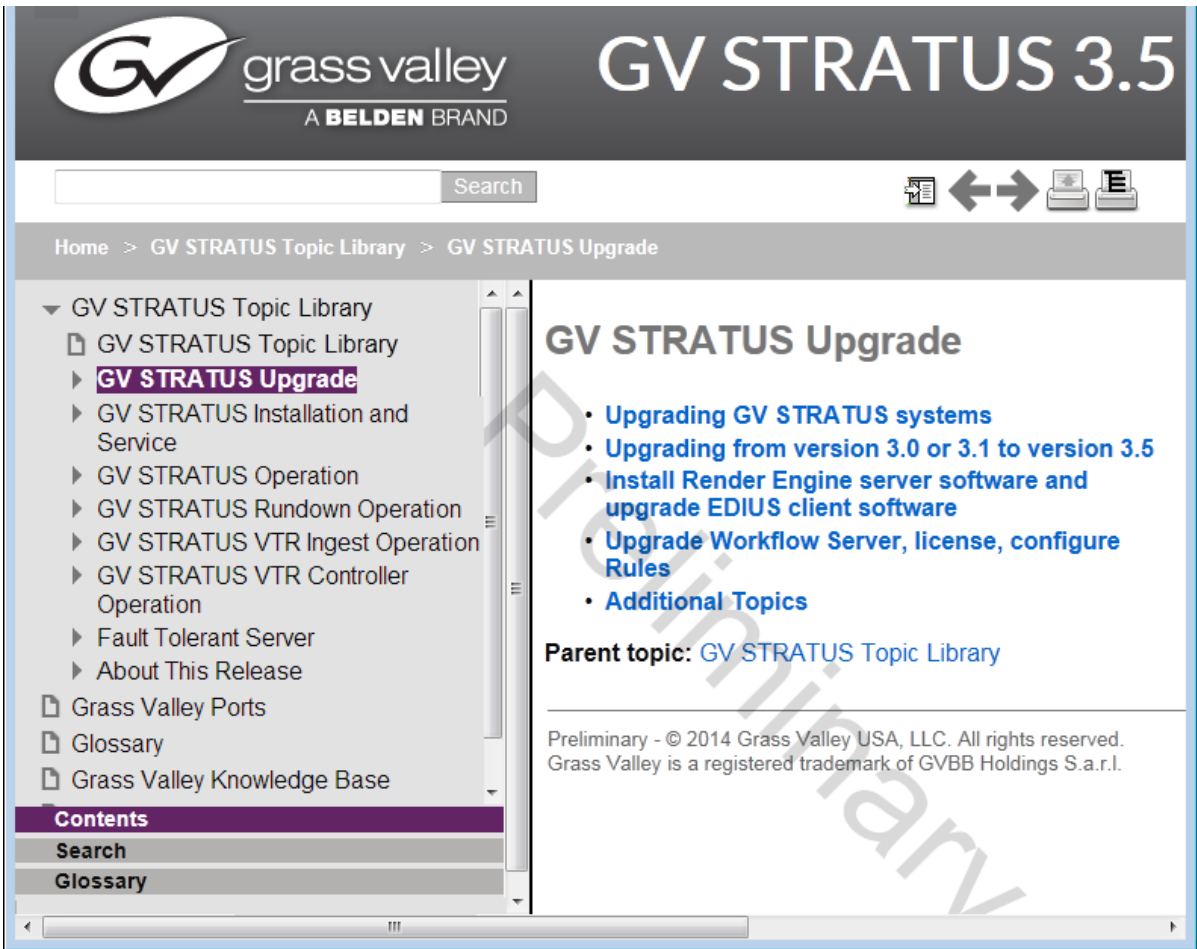 GV
grass valley
A BELDEN BRAND
GV STRATUS 3.5
Search
Home > GV STRATUS Topic Library > GV STRATUS Upgrade
GV STRATUS Topic Library
GV STRATUS Topic Library
GV STRATUS Upgrade
GV STRATUS Installation and
Service
GV STRATUS Operation
GV STRATUS Rundown Operation
GV STRATUS VTR Ingest Operation
GV STRATUS VTR Controller
Operation
Fault Tolerant Server
About This Release
Grass Valley Ports
Glossary
Grass Valley Knowledge Base
Contents
Search
Glossary
GV STRATUS Upgrade
• Upgrading GV STRATUS systems
• Upgrading from version 3.0 or 3.1 to version 3.5
• Install Render Engine server software and
upgrade EDIUS client software
• Upgrade Workflow Server, license, configure
Rules
• Additional Topics
Parent topic: GV STRATUS Topic Library
Preliminary - © 2014 Grass Valley USA, LLC. All rights reserved.
Grass Valley is a registered trademark of GVBB Holdings S.a.r.l.
Preliminary